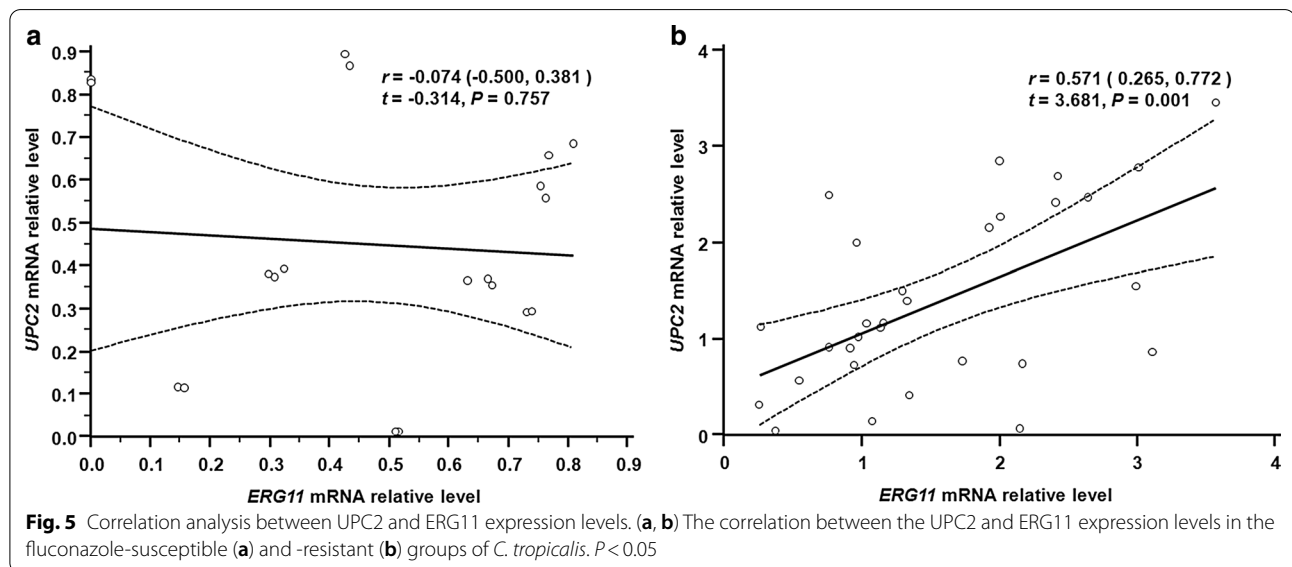 a
r = -0.074 (-0.500, 0.381 )
t = -0.314, P = 0.757
UPC2 mRNA relative level
0.9
0.8
0.7
0.6
0.5
0.4
0.3
0.2
0.1
0.0
0.0 0.1 0.2 0.3 0.4 0.5 0.6 0.7 0.8 0.9
ERG11 mRNA relative level
b
r = 0.571 ( 0.265, 0.772 )
t = 3.681, P = 0.001
UPC2 mRNA relative level
4
3
2
1
0
0 1 2 3 4
ERG11 mRNA relative level
Fig. 5 Correlation analysis between UPC2 and ERG11 expression levels. (a, b) The correlation between the UPC2 and ERG11 expression levels in the
fluconazole-susceptible (a) and -resistant (b) groups of C. tropicalis. P < 0.05